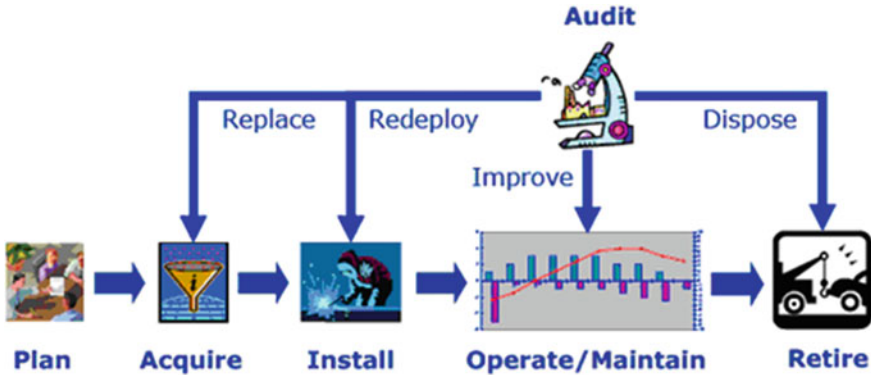 Audit
Replace
Redeploy
Dispose
Improve
i
Plan
Acquire
Install
Operate/Maintain
Retire